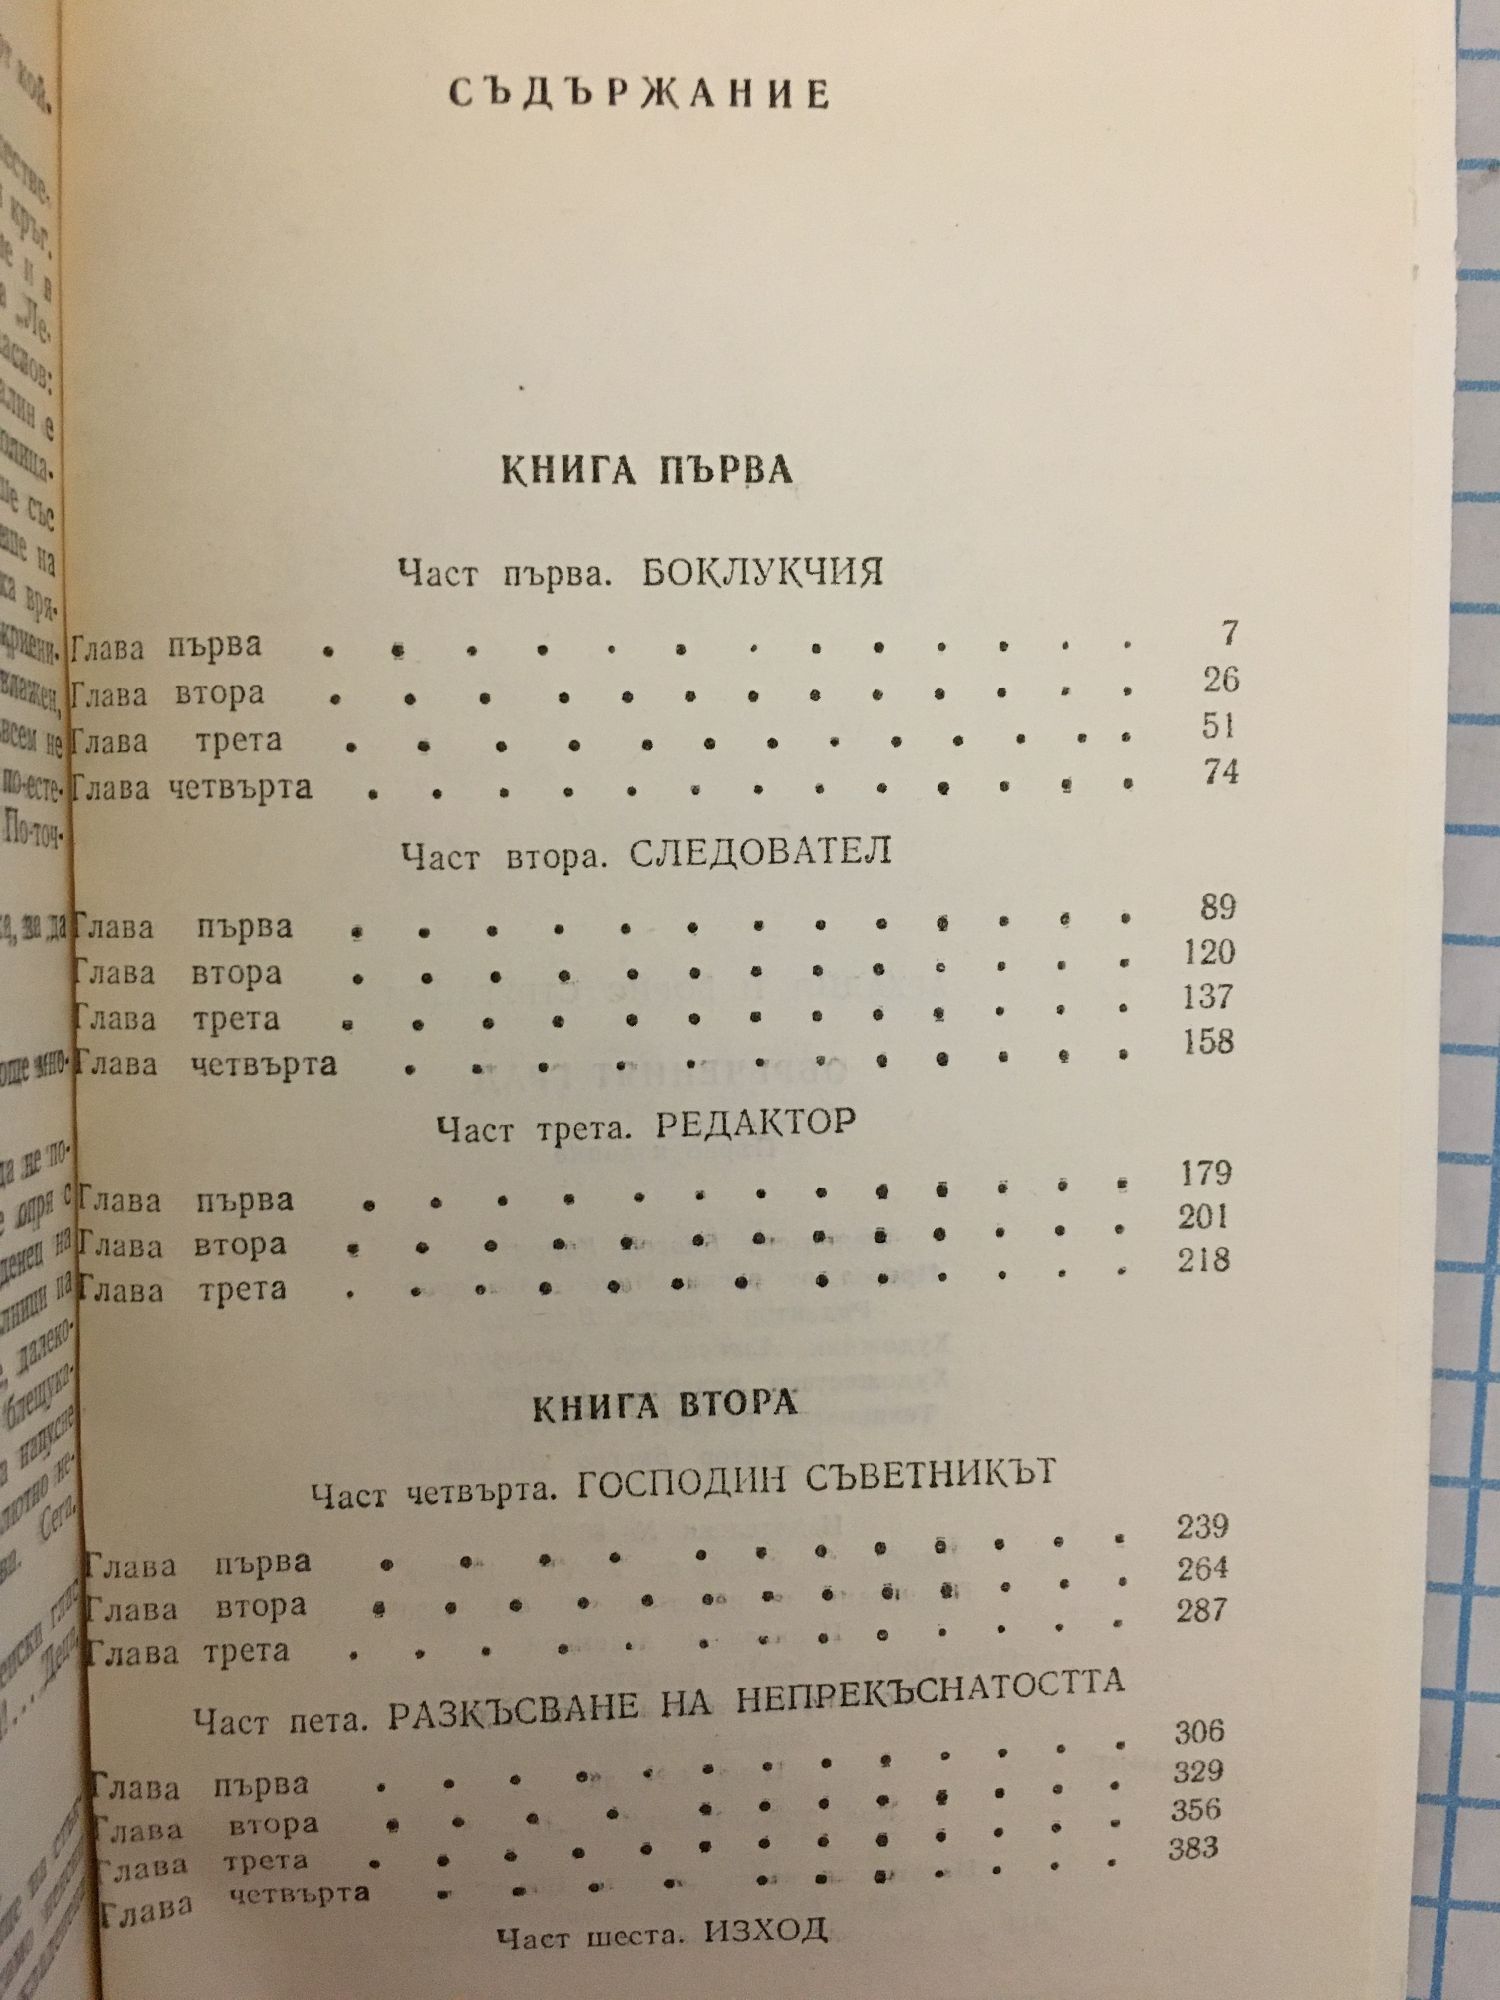 СЪДЪРЖАНИЕ
КНИГА ПЪРВА
Част първа. БОКЛУКЧИЯ
Глава първа . . . . . . . . . . . . . 7
Глава втора . . . . . . . . . . . . . 26
Глава трета . . . . . . . . . . . . . 51
Глава четвърта . . . . . . . . . . . . . 74
Част втора. СЛЕДОВАТЕЛ
Глава първа . . . . . . . . . . . . . 89
Глава втора . . . . . . . . . . . . . 120
Глава трета . . . . . . . . . . . . . 137
Глава четвърта . . . . . . . . . . . . 158
Част трета. РЕДАКТОР
Глава първа . . . . . . . . . . . . . 179
Глава втора . . . . . . . . . . . . . 201
Глава трета . . . . . . . . . . . . . 218
КНИГА ВТОРА
Част четвърта. ГОСПОДИН СЪВЕТНИКЪТ
Глава първа . . . . . . . . . . . . 239
Глава втора . . . . . . . . . . . . . 264
Глава трета . . . . . . . . . . . . 287
Част пета. РАЗКЪСВАНЕ НА НЕПРЕКЪСНАТОСТТА
Глава първа . . . . . . . . . . . . . 306
Глава втора . . . . . . . . . . . 329
Глава трета . . . . . . . . . . . . 356
Глава четвърта . . . . . . . . . . 383
Част шеста. ИЗХОД